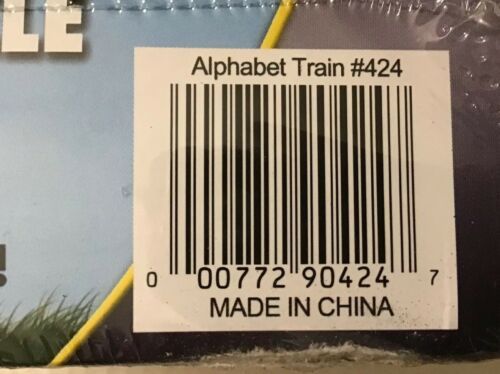 LE
Alphabet Train #424
0 00772 90424 7
MADE IN CHINA
!